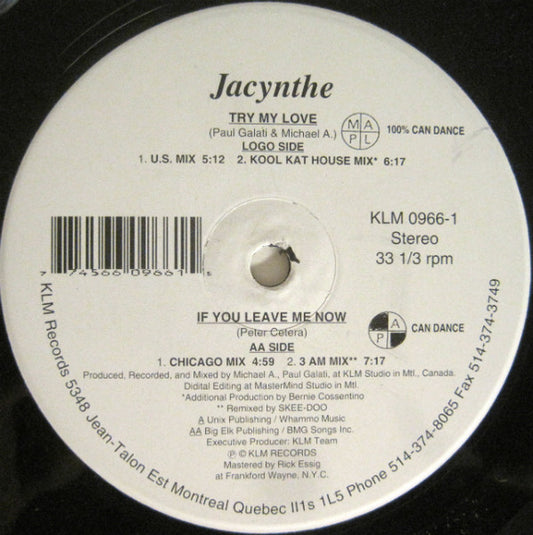 Jacynthe
TRY MY LOVE
(Paul Galati & Michael A.)
LOGO SIDE
M A P L 100% CAN DANCE
1. U.S. MIX 5:12 2. KOOL KAT HOUSE MIX* 6:17
KLM 0966-1
Stereo
33 1/3 rpm
7 74566 09661 5
IF YOU LEAVE ME NOW
(Peter Cetera)
AA SIDE
A P CAN DANCE
1. CHICAGO MIX 4:59 2. 3 AM MIX** 7:17
Produced, Recorded, and Mixed by Michael A., Paul Galati, at KLM Studio in Mtl., Canada.
Didital Editing at MasterMind Studio in Mtl.
*Additional Production by Bernie Cossentino
** Remixed by SKEE-DOO
A Unix Publishing / Whammo Music
AA Big Elk Publishing / BMG Songs Inc.
Executive Producer: KLM Team
℗ © KLM RECORDS
Mastered by Rick Essig
at Frankford Wayne, N.Y.C.
KLM Records 5348 Jean-Talon Est Montreal Quebec II1s 1L5 Phone 514-374-8065 Fax 514-374-3749